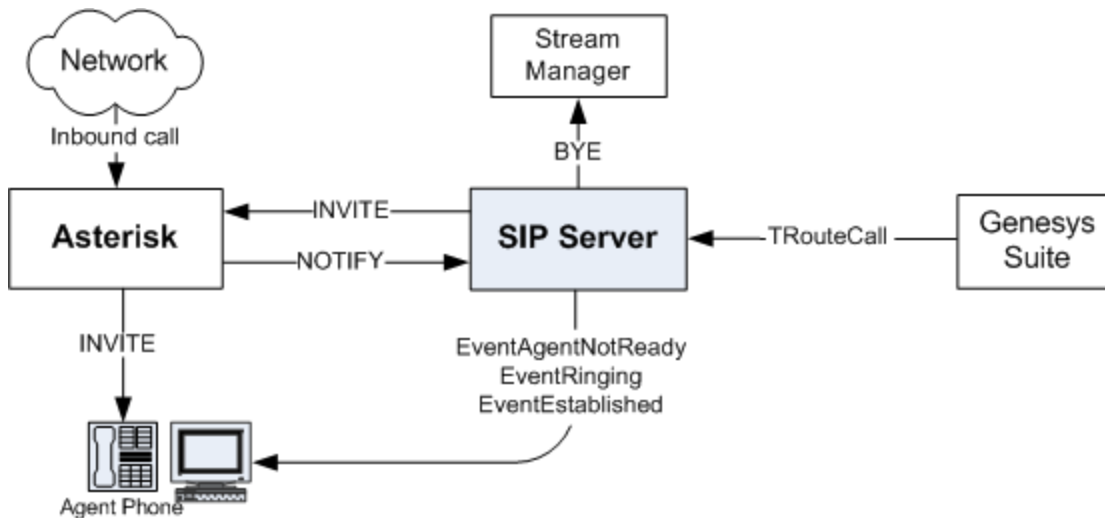 Network
Stream
Manager
Inbound call
BYE
Asterisk
INVITE
NOTIFY
SIP Server
TRouteCall
Genesys
Suite
INVITE
EventAgentNotReady
EventRinging
EventEstablished
Agent Phone